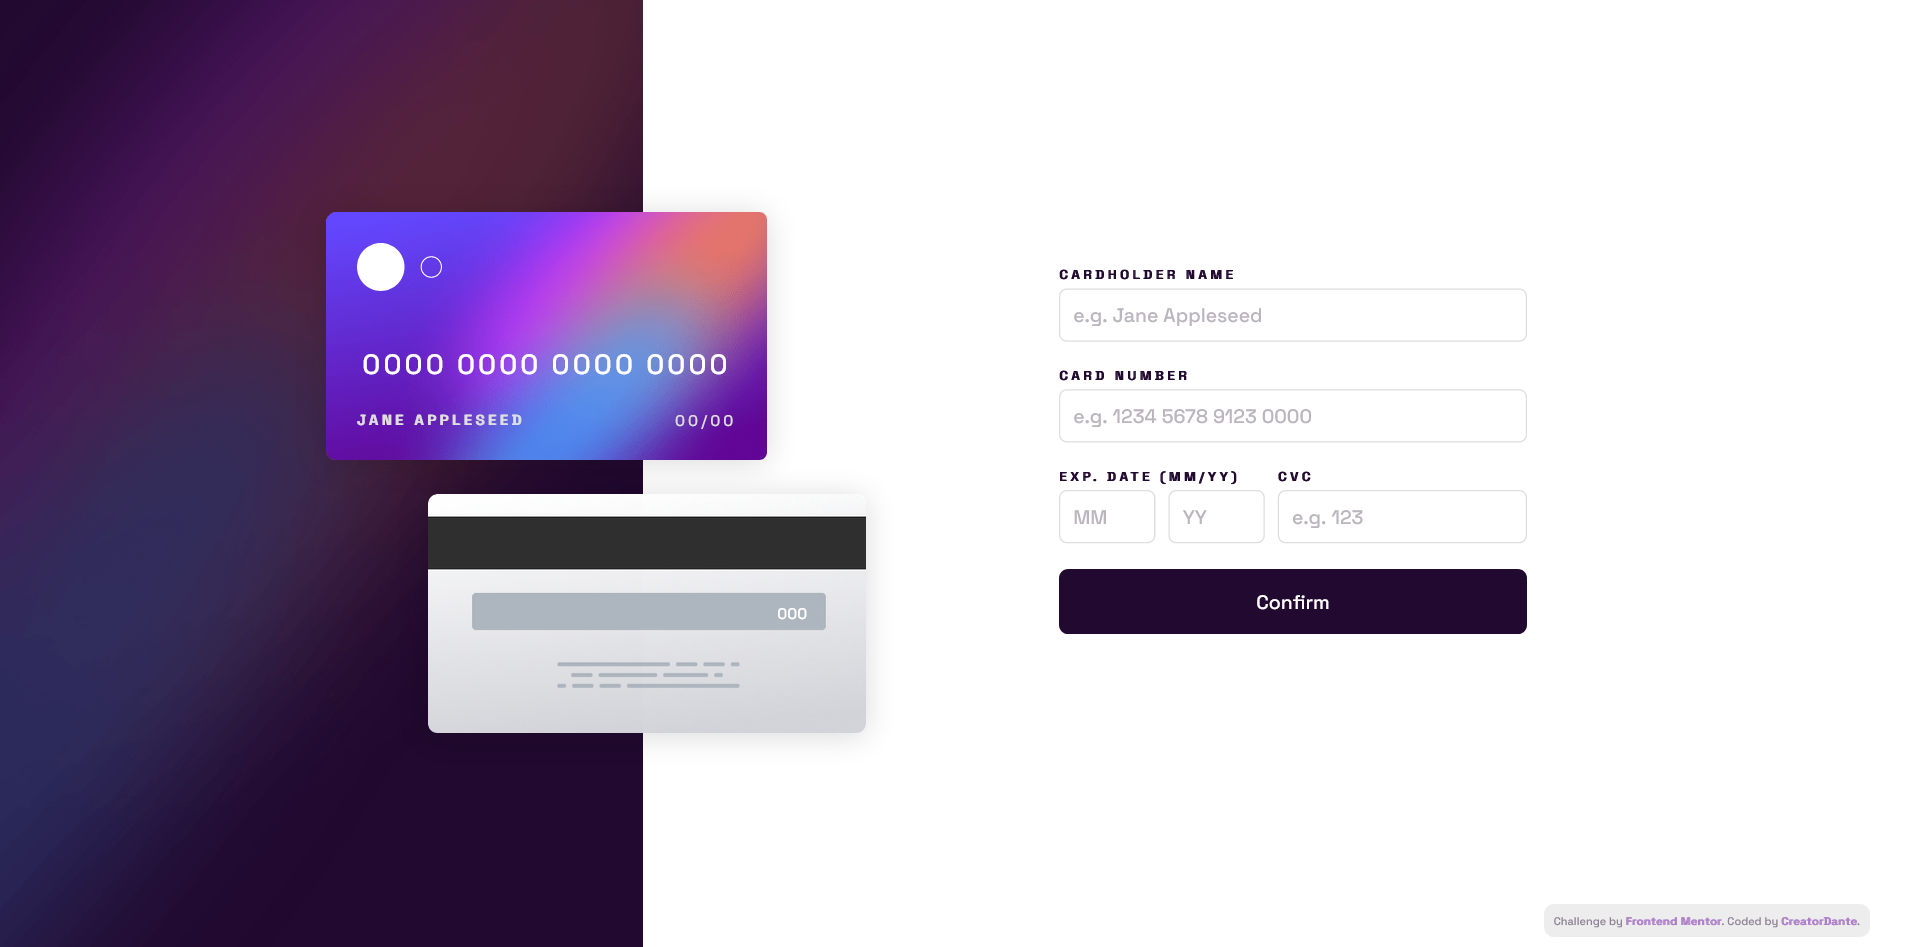 0000 0000 0000 0000
JANE APPLESEED 00/00
000
CARDHOLDER NAME
e.g. Jane Appleseed
CARD NUMBER
e.g. 1234 5678 9123 0000
EXP. DATE (MM/YY) CVC
MM YY e.g. 123
Confirm
Challenge by Frontend Mentor. Coded by CreatorDante.